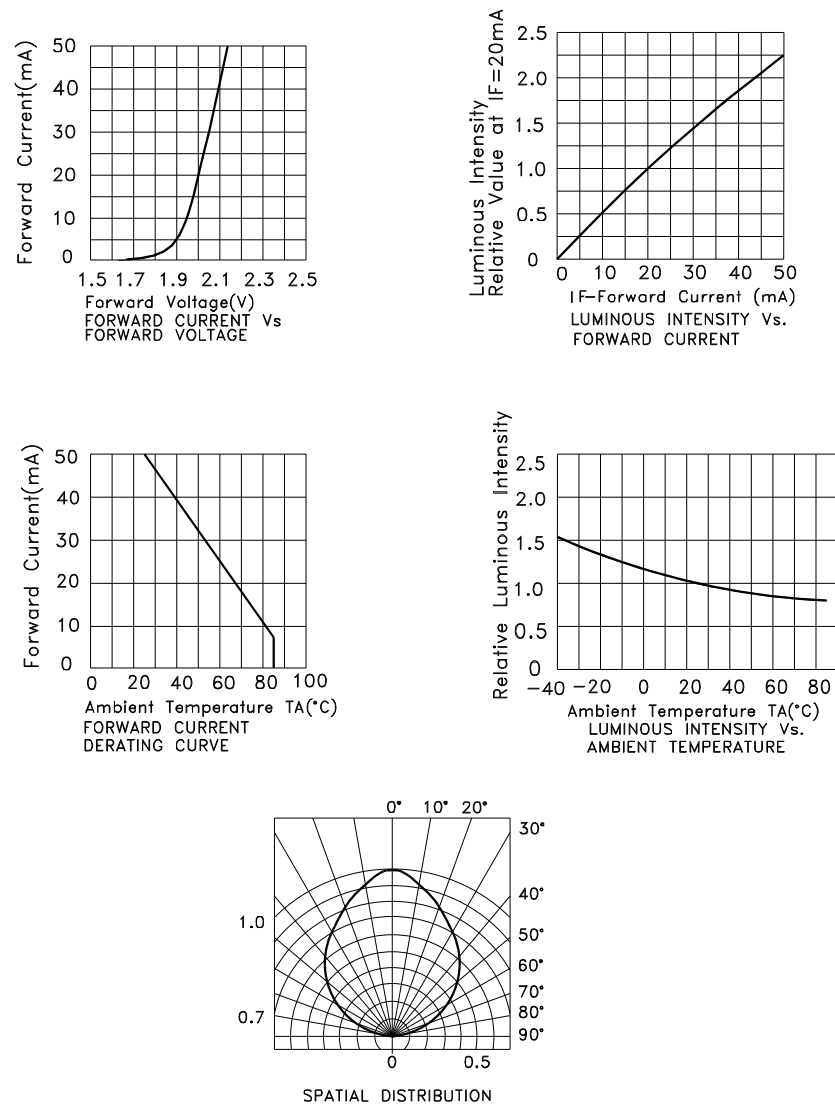 Forward Current(mA)
50
40
30
20
10
0
1.5 1.7 1.9 2.1 2.3 2.5
Forward Voltage(V)
FORWARD CURRENT Vs
FORWARD VOLTAGE
Luminous Intensity
Relative Value at IF=20mA
2.5
2.0
1.5
1.0
0.5
0
0 10 20 30 40 50
IF-Forward Current (mA)
LUMINOUS INTENSITY Vs.
FORWARD CURRENT
Forward Current(mA)
50
40
30
20
10
0
0 20 40 60 80 100
Ambient Temperature TA(°C)
FORWARD CURRENT
DERATING CURVE
Relative Luminous Intensity
2.5
2.0
1.5
1.0
0.5
0
-40 -20 0 20 40 60 80
Ambient Temperature TA(°C)
LUMINOUS INTENSITY Vs.
AMBIENT TEMPERATURE
0° 10° 20°
30°
40°
50°
60°
70°
80°
90°
1.0
0.7
0 0.5
SPATIAL DISTRIBUTION